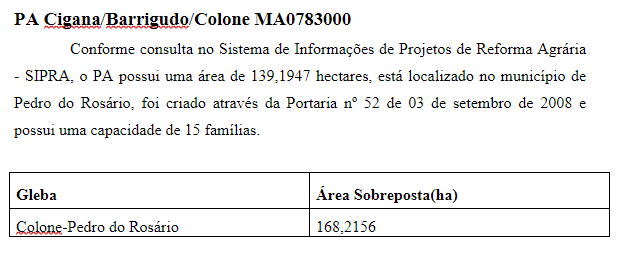 PA Cigana/Barrigudo/Colone MA0783000
Conforme consulta no Sistema de Informações de Projetos de Reforma Agrária
- SIPRA, o PA possui uma área de 139,1947 hectares, está localizado no município de
Pedro do Rosário, foi criado através da Portaria nº 52 de 03 de setembro de 2008 e
possui uma capacidade de 15 famílias.
Gleba Área Sobreposta(ha)
Colone-Pedro do Rosário 168,2156